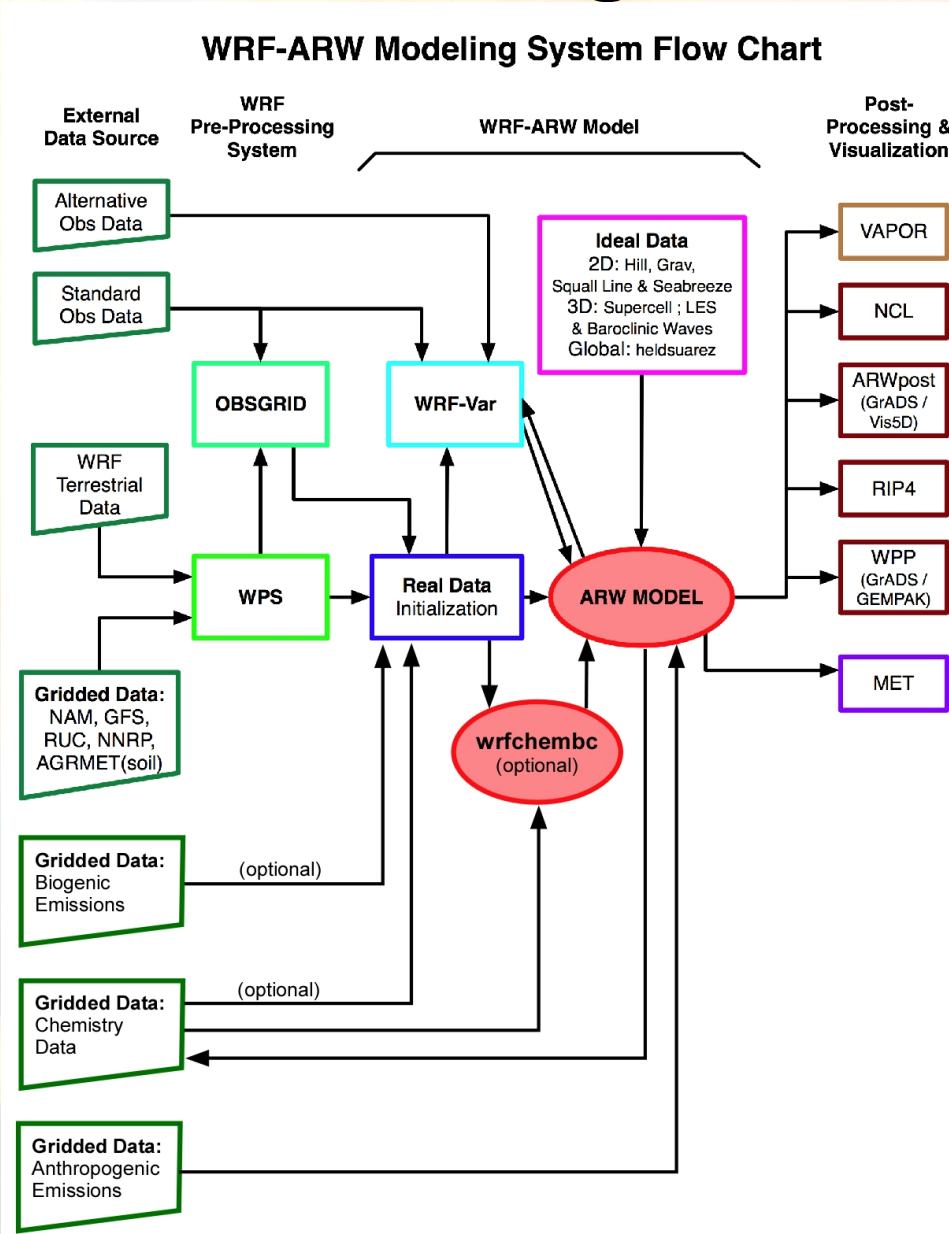 WRF-ARW Modeling System Flow Chart
External
Data Source
WRF
Pre-Processing
System
WRF-ARW Model
Post-
Processing &
Visualization
Alternative
Obs Data
Standard
Obs Data
WRF
Terrestrial
Data
Gridded Data:
NAM, GFS,
RUC, NNRP,
AGRMET(soil)
Gridded Data:
Biogenic
Emissions
(optional)
Gridded Data:
Chemistry
Data
(optional)
Gridded Data:
Anthropogenic
Emissions
OBSGRID
WPS
WRF-Var
Real Data
Initialization
Ideal Data
2D: Hill, Grav,
Squall Line & Seabreeze
3D: Supercell ; LES
& Baroclinic Waves
Global: heldsuarez
ARW MODEL
wrfchembc
(optional)
VAPOR
NCL
ARWpost
(GrADS /
Vis5D)
RIP4
WPP
(GrADS /
GEMPAK)
MET